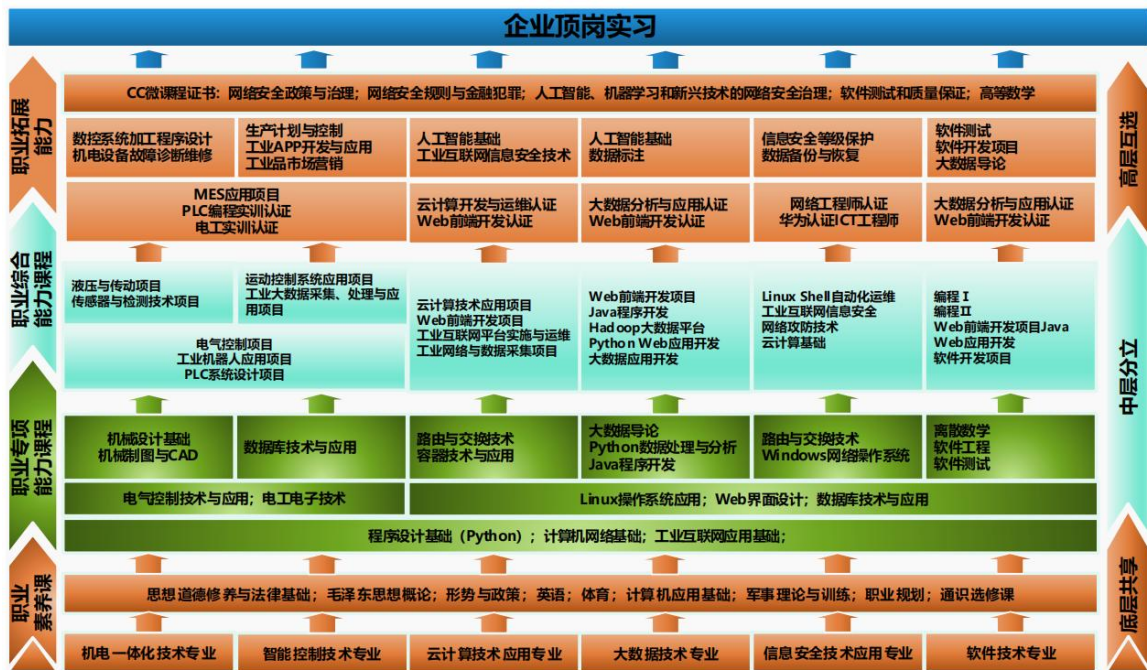 企业顶岗实习
职业拓展
能力
CC微课程证书：网络安全政策与治理；网络安全规则与金融犯罪；人工智能、机器学习和新兴技术的网络安全治理；软件测试和质量保证；高等数学
数控系统加工程序设计
机电设备故障诊断维修
生产计划与控制
工业APP开发与应用
工业品市场营销
人工智能基础
工业互联网信息安全技术
人工智能基础
数据标注
信息安全等级保护
数据备份与恢复
软件测试
软件开发项目
大数据导论
高层互选
MES应用项目
PLC编程实训认证
电工实训认证
云计算开发与运维认证
Web前端开发认证
大数据分析与应用认证
Web前端开发认证
网络工程师认证
华为认证ICT工程师
大数据分析与应用认证
Web前端开发认证
职业综合
能力课程
液压与传动项目
传感器与检测技术项目
运动控制系统应用项目
工业大数据采集、处理与应
用项目
电气控制项目
工业机器人应用项目
PLC系统设计项目
云计算技术应用项目
Web前端开发项目
工业互联网平台实施与运维
工业网络与数据采集项目
Web前端开发项目
Java程序开发
Hadoop大数据平台
Python Web应用开发
大数据应用开发
Linux Shell自动化运维
工业互联网信息安全
网络攻防技术
云计算基础
编程Ⅰ
编程Ⅱ
Web前端开发项目Java
Web应用开发
软件开发项目
中层分立
职业专项
能力课程
机械设计基础
机械制图与CAD
数据库技术与应用
路由与交换技术
容器技术与应用
大数据导论
Python数据处理与分析
Java程序开发
路由与交换技术
Windows网络操作系统
离散数学
软件工程
软件测试
电气控制技术与应用；电工电子技术
Linux操作系统应用；Web界面设计；数据库技术与应用
程序设计基础（Python）；计算机网络基础；工业互联网应用基础；
职业
素养课
思想道德修养与法律基础；毛泽东思想概论；形势与政策；英语；体育；计算机应用基础；军事理论与训练；职业规划；通识选修课
底层共享
机电一体化技术专业
智能控制技术专业
云计算技术应用专业
大数据技术专业
信息安全技术应用专业
软件技术专业